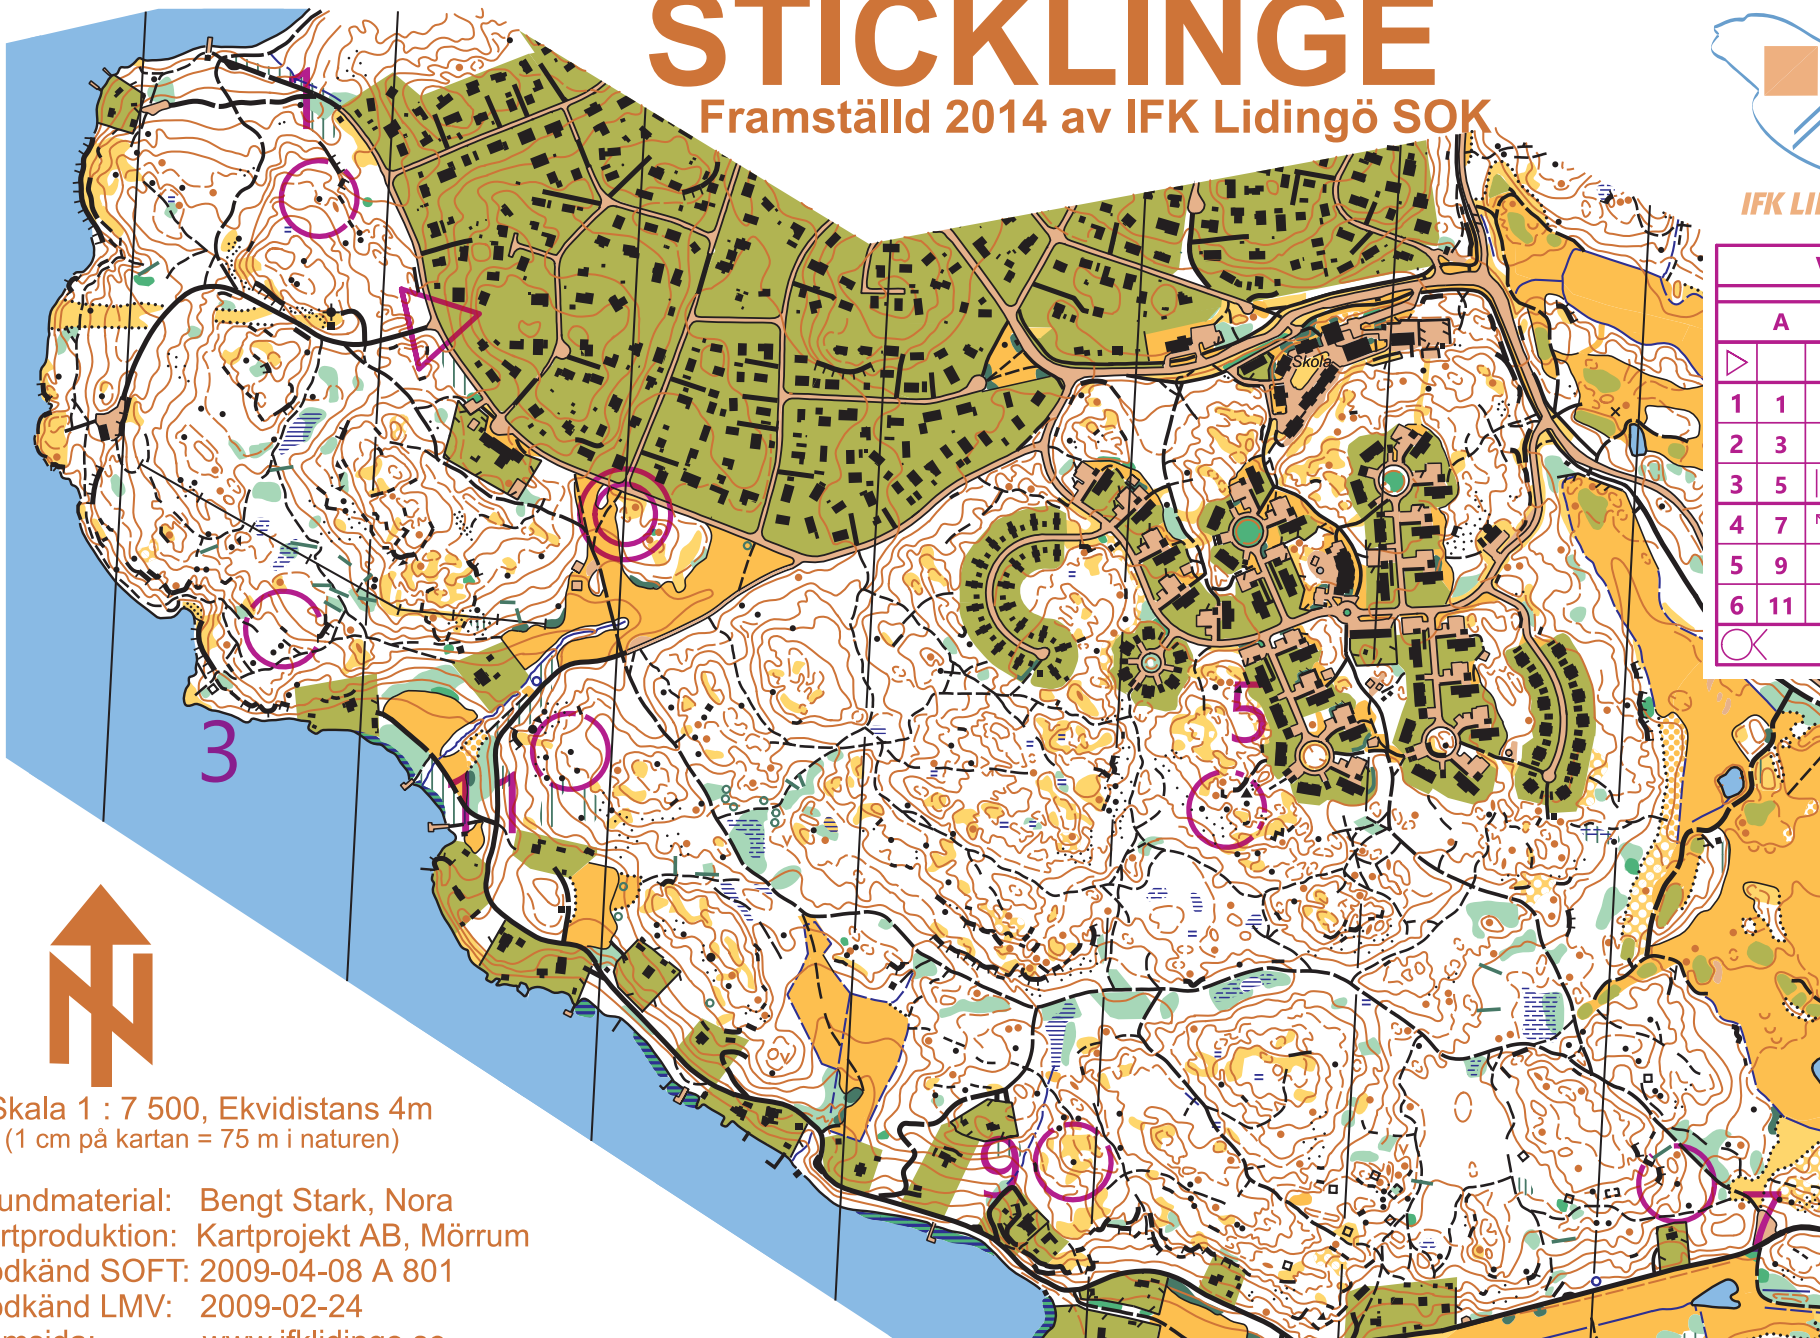 STICKLINGE
Framställd 2014 av IFK Lidingö SOK
IFK
1
Skola
A
1 1
2 3
3 5
4 7
5 9
6 11
5
3
11
9
7
Skala 1 : 7 500, Ekvidistans 4m
(1 cm på kartan = 75 m i naturen)
undmaterial: Bengt Stark, Nora
rtproduktion: Kartprojekt AB, Mörrum
odkänd SOFT: 2009-04-08 A 801
odkänd LMV: 2009-02-24